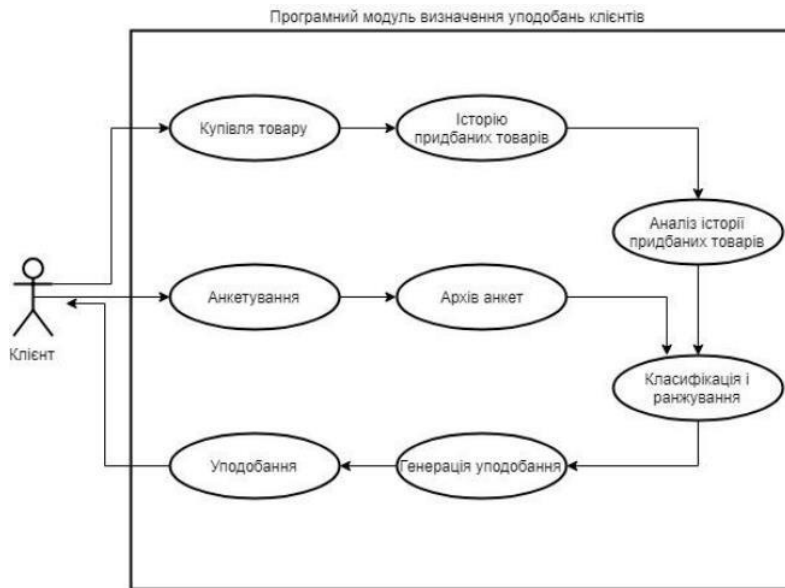 Програмний модуль визначення уподобань клієнтів
Купівля товару
Історію
придбаних товарів
Аналіз історії
придбаних товарів
Анкетування
Архів анкет
Клієнт
Класифікація і
ранжування
Уподобання
Генерація уподобання